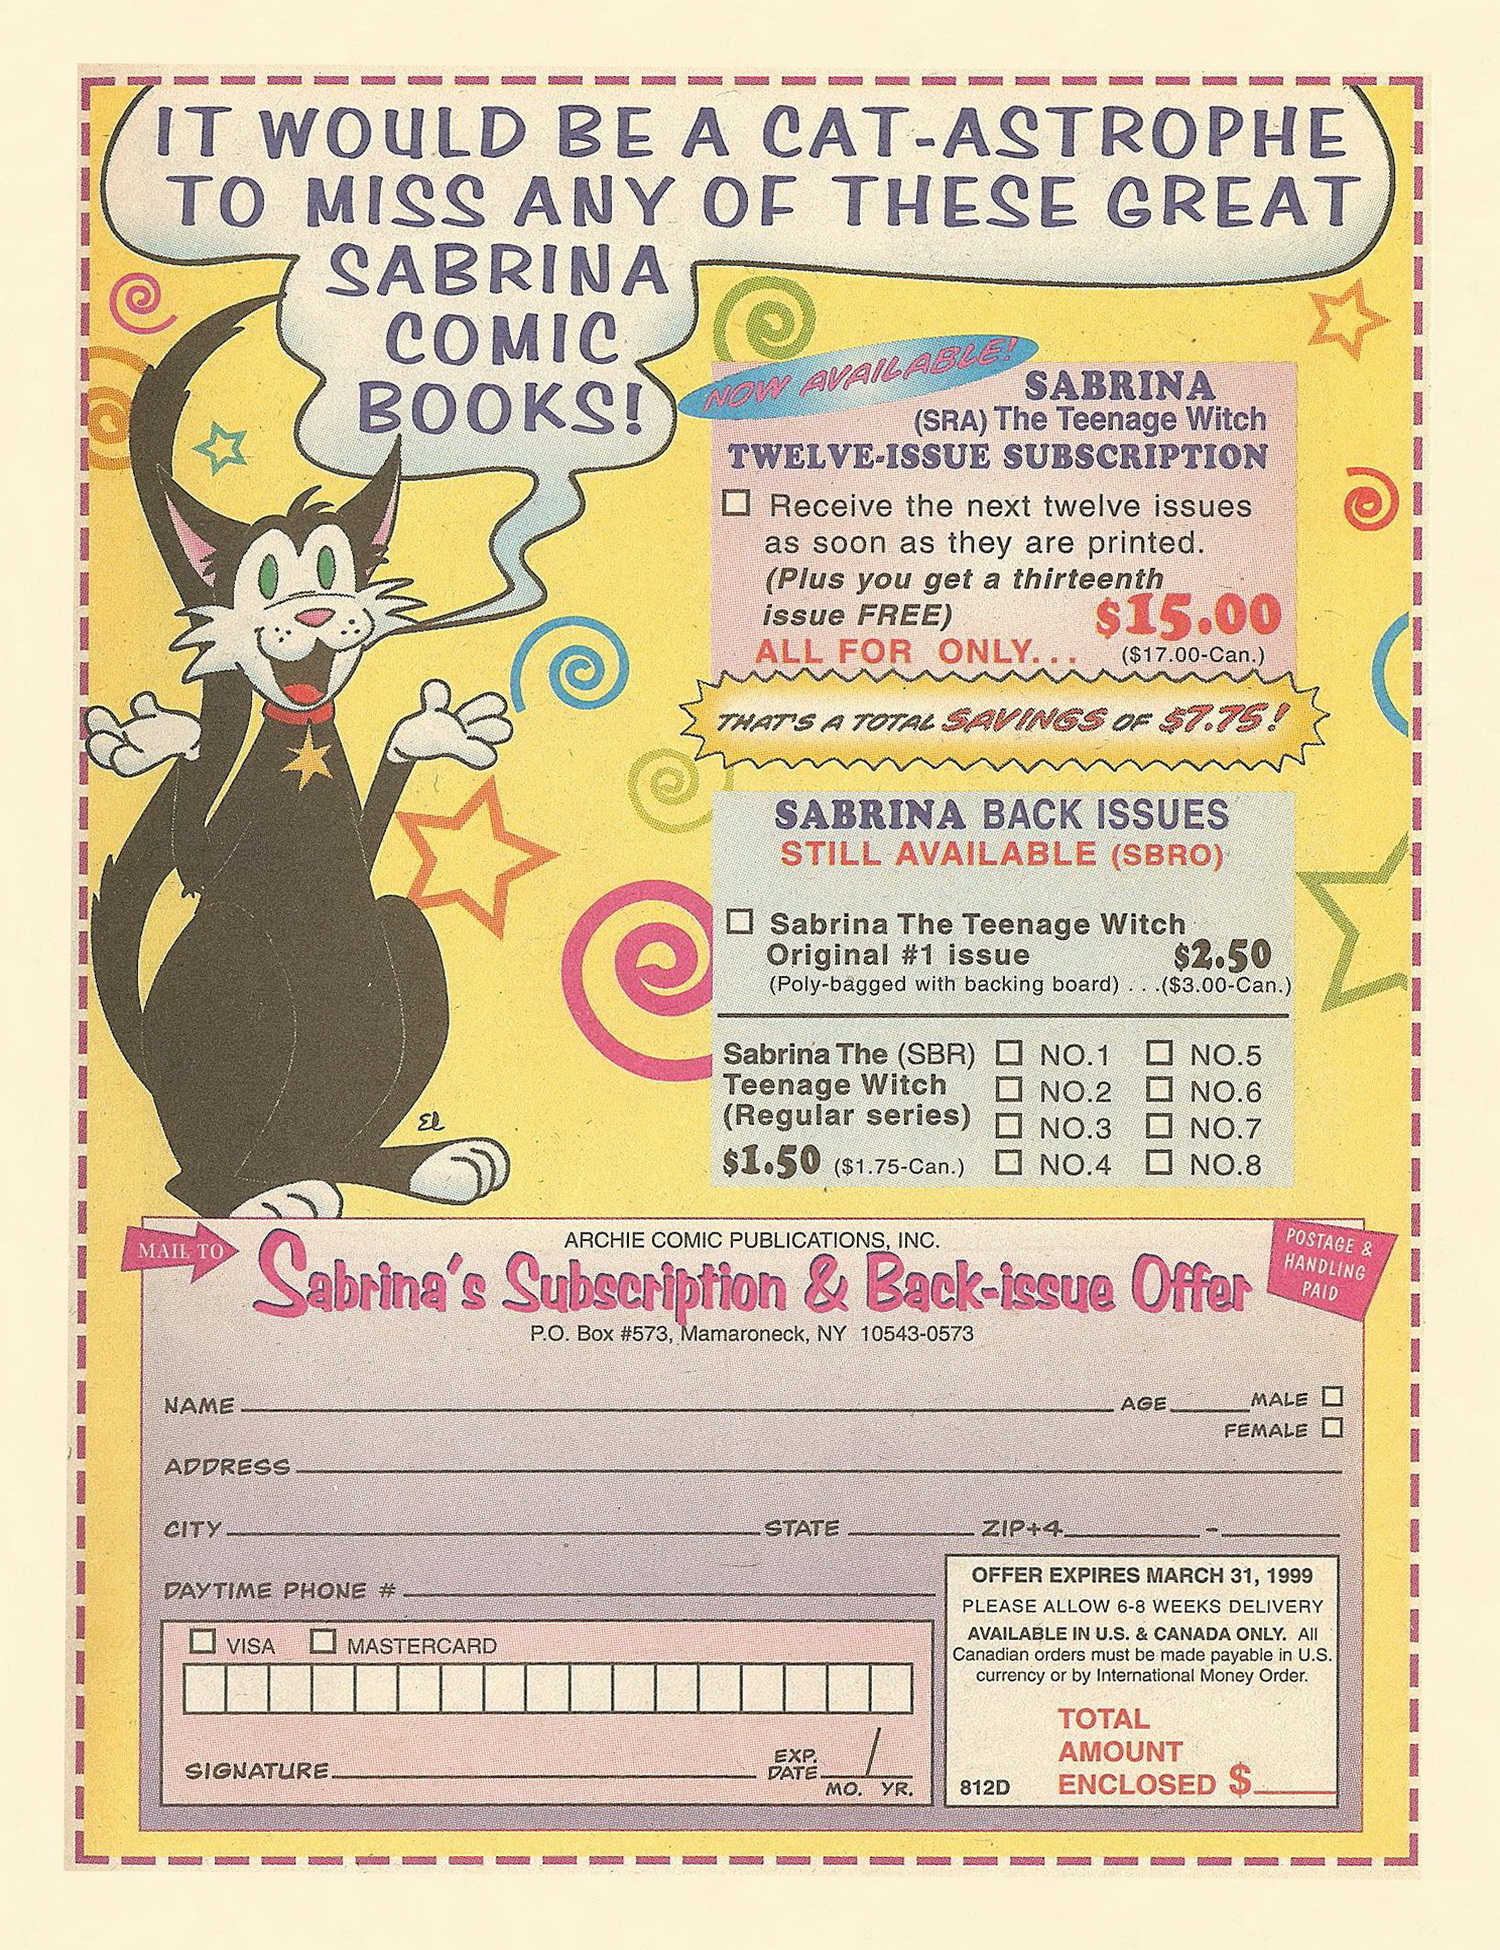 IT WOULD BE A CAT-ASTROPHE
TO MISS ANY OF THESE GREAT
SABRINA
COMIC
BOOKS!
NOW AVAILABLE!
SABRINA
(SRA) The Teenage Witch
TWELVE-ISSUE SUBSCRIPTION
Receive the next twelve issues
as soon as they are printed.
(Plus you get a thirteenth
issue FREE)
$15.00
ALL FOR ONLY...
($17.00-Can.)
THAT'S A TOTAL SAVINGS OF $7.75!
SABRINA BACK ISSUES
STILL AVAILABLE (SBRO)
Sabrina The Teenage Witch
Original #1 issue $2.50
(Poly-bagged with backing board) . . .($3.00-Can.)
Sabrina The (SBR)
Teenage Witch
(Regular series)
$1.50 ($1.75-Can.)
NO.1
NO.2
NO.3
NO.4
NO.5
NO.6
NO.7
NO.8
El
MAIL TO
ARCHIE COMIC PUBLICATIONS, INC.
Sabrina's Subscription & Back-issue Offer
P.O. Box #573, Mamaroneck, NY 10543-0573
POSTAGE &
HANDLING
PAID
NAME AGE MALE
FEMALE
ADDRESS
CITY STATE ZIP+4 -
DAYTIME PHONE #
VISA MASTERCARD
SIGNATURE
EXP.
DATE /
MO. YR.
OFFER EXPIRES MARCH 31, 1999
PLEASE ALLOW 6-8 WEEKS DELIVERY
AVAILABLE IN U.S. & CANADA ONLY. All
Canadian orders must be made payable in U.S.
currency or by International Money Order.
TOTAL
AMOUNT
ENCLOSED $
812D